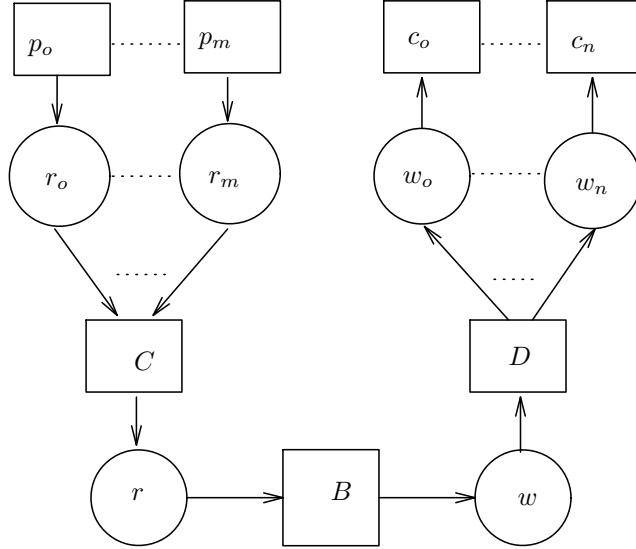 p_o ........ p_m c_o ........ c_n
r_o ........ r_m w_o ........ w_n
...... ......
C D
r B w